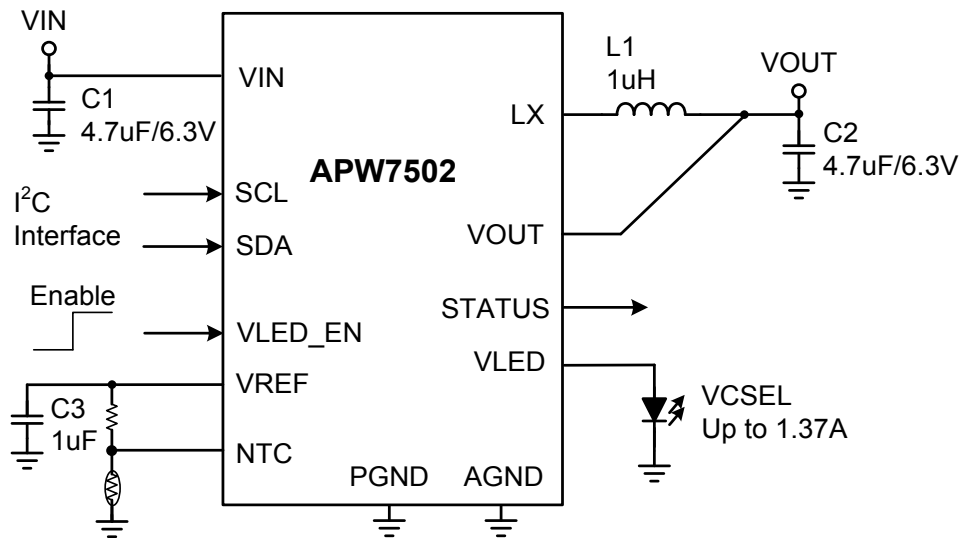 VIN
C1
4.7uF/6.3V
I²C
Interface
Enable
C3
1uF
VIN
SCL
SDA
VLED_EN
VREF
NTC
APW7502
PGND
AGND
LX
VOUT
STATUS
VLED
L1
1uH
VOUT
C2
4.7uF/6.3V
VCSEL
Up to 1.37A